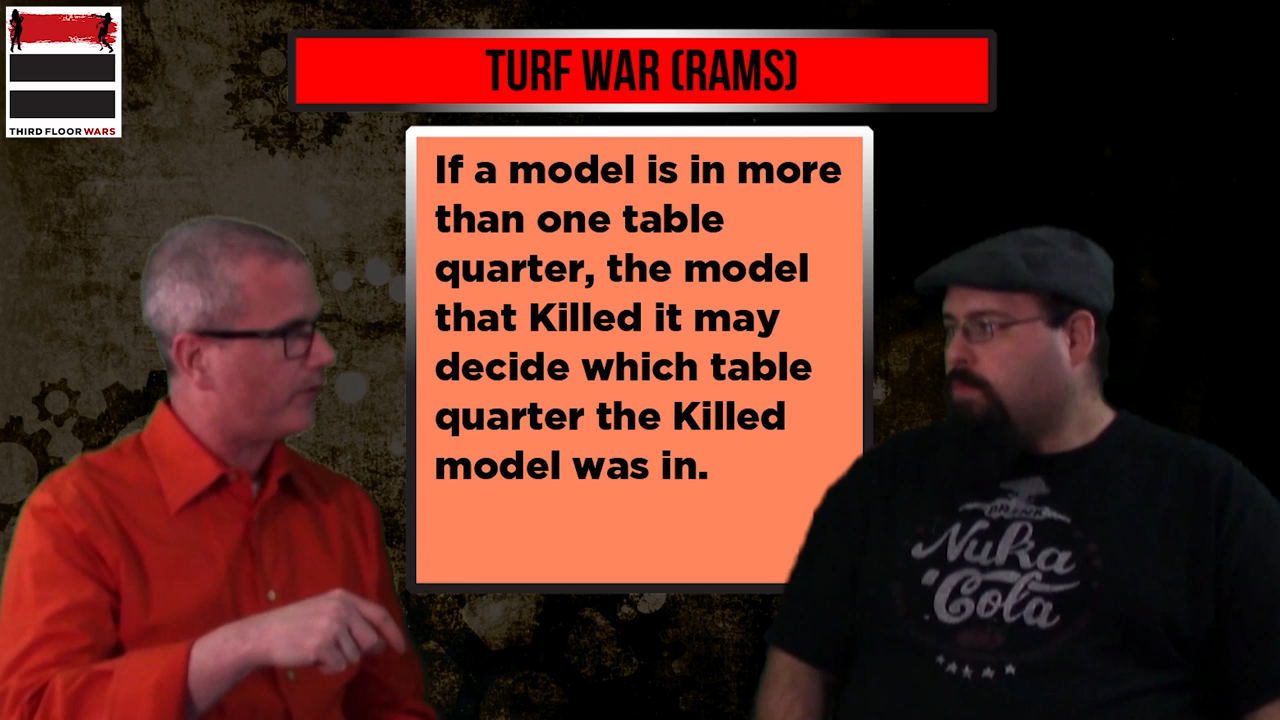 TURF WAR (RAMS)
THIRD FLOOR WARS
If a model is in more
than one table
quarter, the model
that Killed it may
decide which table
quarter the Killed
model was in.
DRINK
Nuka
Cola